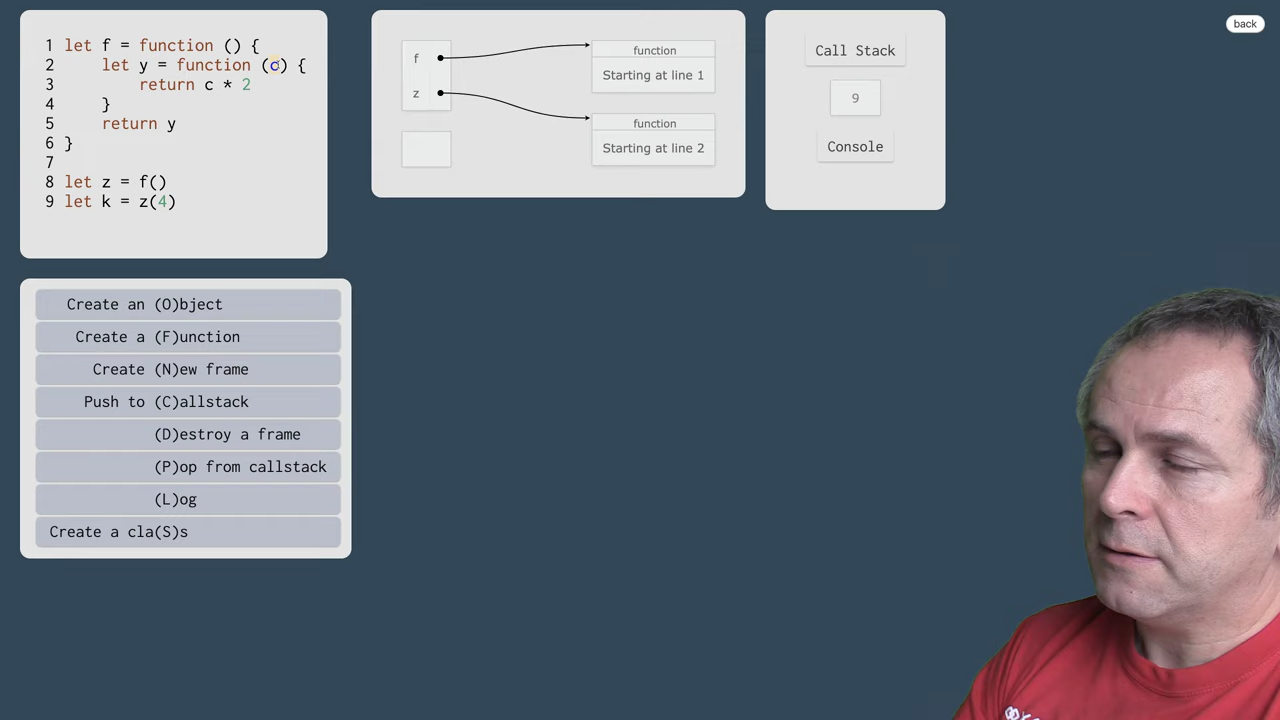 back
1 let f = function () {
2     let y = function (c) {
3         return c * 2
4     }
5     return y
6 }
7
8 let z = f()
9 let k = z(4)
f
z
function
Starting at line 1
function
Starting at line 2
Call Stack
9
Console
Create an (O)bject
Create a (F)unction
Create (N)ew frame
Push to (C)allstack
(D)estroy a frame
(P)op from callstack
(L)og
Create a cla(S)s